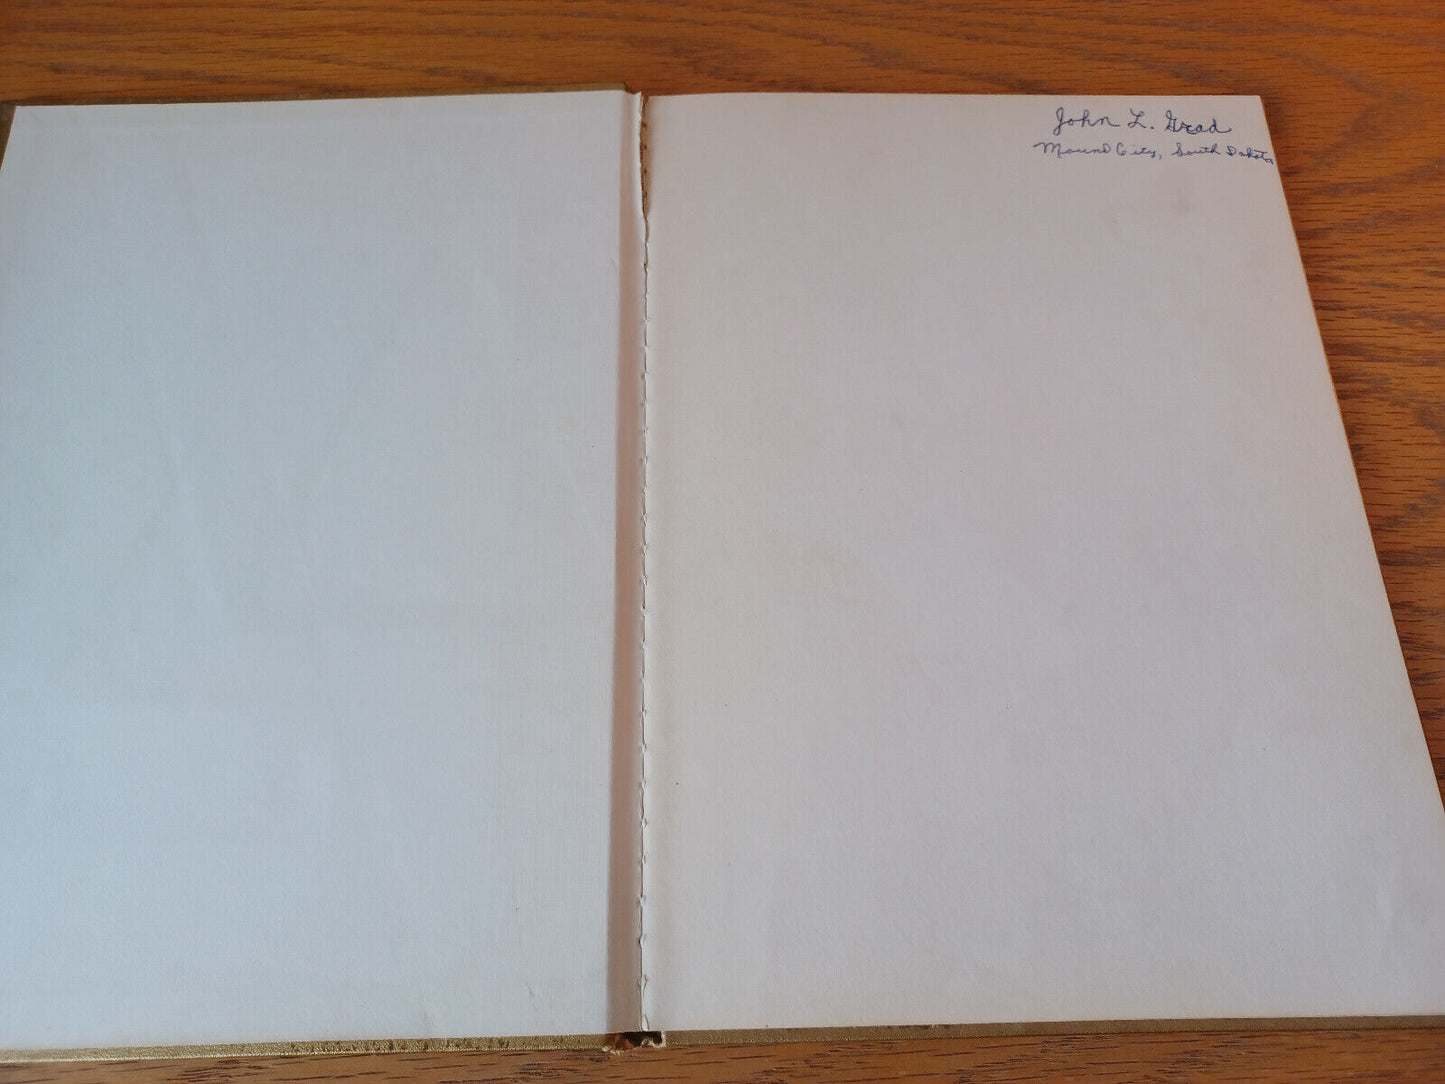 John L. Grad
Mound City, South Dakota